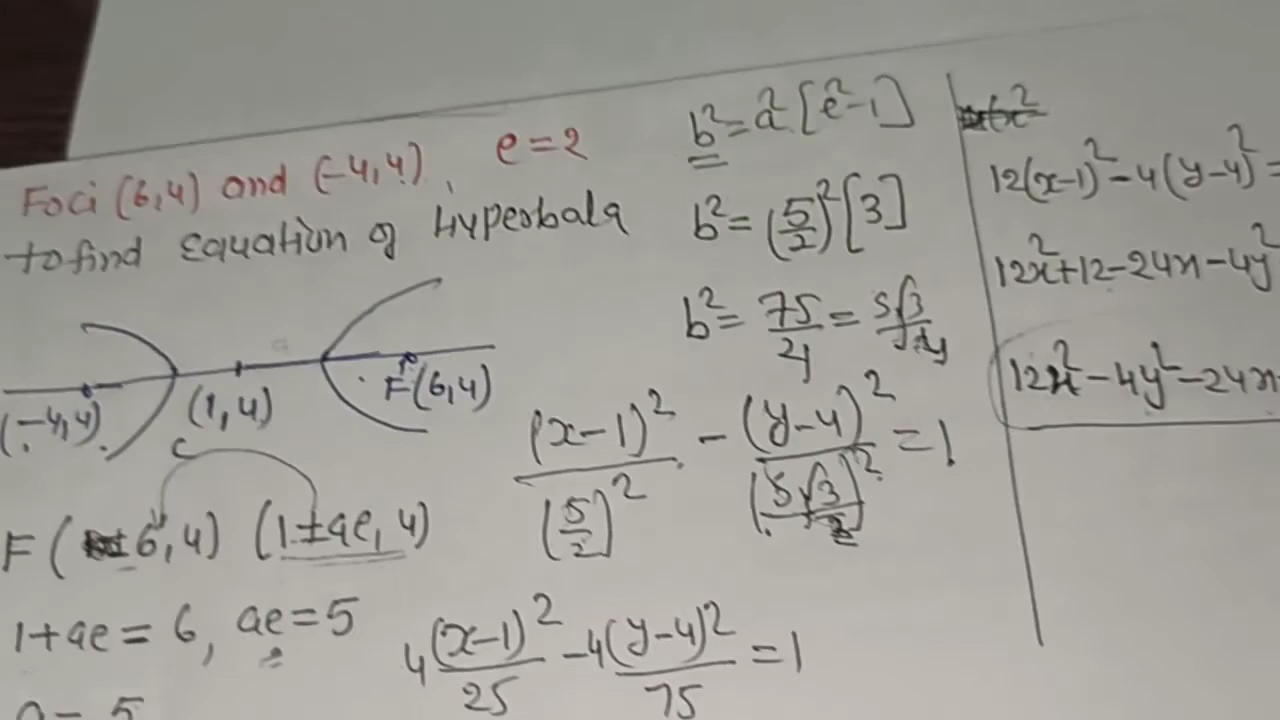 Foci (6,4) and (-4,4), e=2
to find Equation of Hyperbala
(-4,4)
(1,4)
F(6,4)
C
F (6,4) (1±ae, 4)
1+ae = 6, ae=5
a = 5
b²=a²[e²-1]
b²=(5/2)²[3]
b²= 75/4 =
(x-1)²/(5/2)² - (y-4)²/(5√3/2)² = 1
4(x-1)²/25 - 4(y-4)²/75 = 1
12(x-1)²-4(y-4)²=
12x²+12-24x-4y²
12x²-4y²-24x